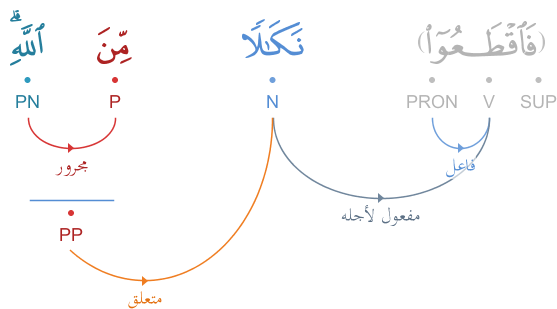 (فَٱقْطَعُوٓا۟) نَكَـٰلًا مِّنَ ٱللَّهِ ۗ
SUP V PRON N P PN
فاعل
مجرور
مفعول لأجله
PP
متعلق